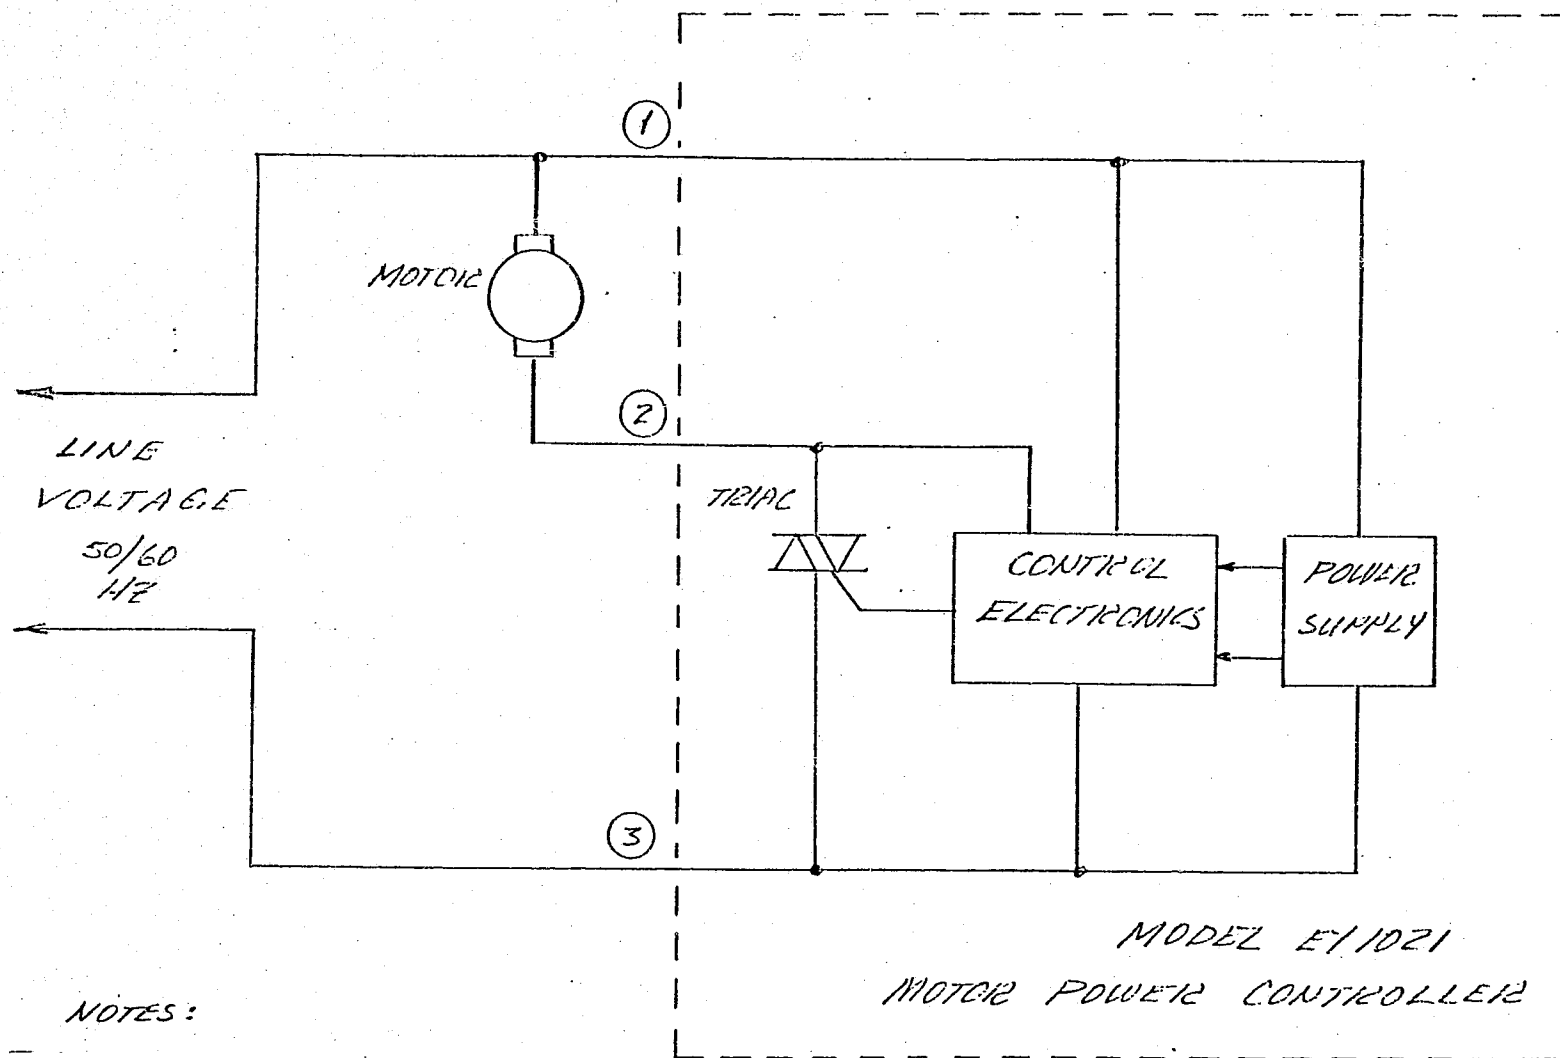 1
MOTOR
2
LINE
VOLTAGE
50/60
HZ
TRIAC
CONTROL
ELECTRONICS
POWER
SUPPLY
3
MODEL E/1021
MOTOR POWER CONTROLLER
NOTES: